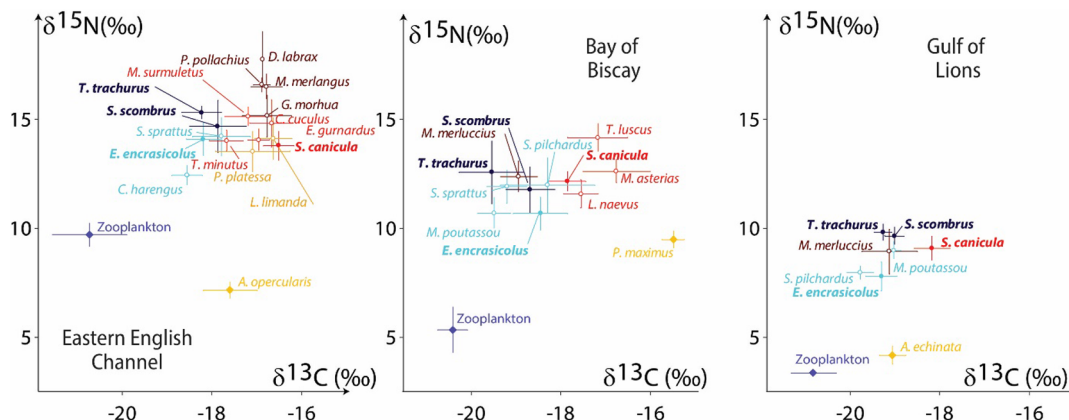 δ15N(‰)
D. labrax
P. pollachius
M. surmuletus
M. merlangus
T. trachurus
G. morhua
S. scombrus
C. cuculus
S. sprattus
E. gurnardus
E. encrasicolus
S. canicula
T. minutus
P. platessa
C. harengus
L. limanda
Zooplankton
A. opercularis
Eastern English
Channel
δ13C (‰)
15
10
5
-20
-18
-16
δ15N(‰)
Bay of
Biscay
S. scombrus
T. luscus
M. merluccius
S. pilchardus
T. trachurus
S. canicula
S. sprattus
M. asterias
L. naevus
M. poutassou
E. encrasicolus
P. maximus
Zooplankton
δ13C (‰)
15
10
5
-20
-18
-16
δ15N(‰)
Gulf of
Lions
T. trachurus
S. scombrus
M. merluccius
S. canicula
M. poutassou
S. pilchardus
E. encrasicolus
A. echinata
Zooplankton
δ13C (‰)
15
10
5
-20
-18
-16